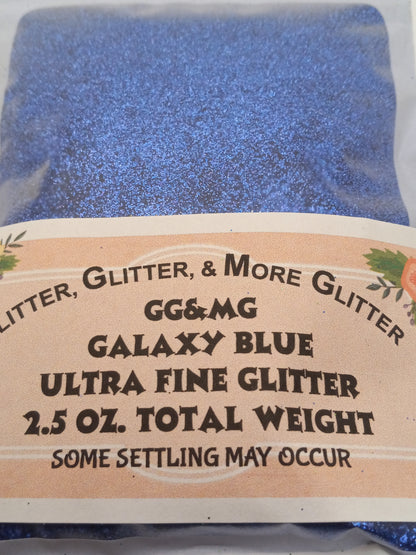 LITTER, GLITTER, & MORE GLITTER
GG&MG
GALAXY BLUE
ULTRA FINE GLITTER
2.5 OZ. TOTAL WEIGHT
SOME SETTLING MAY OCCUR